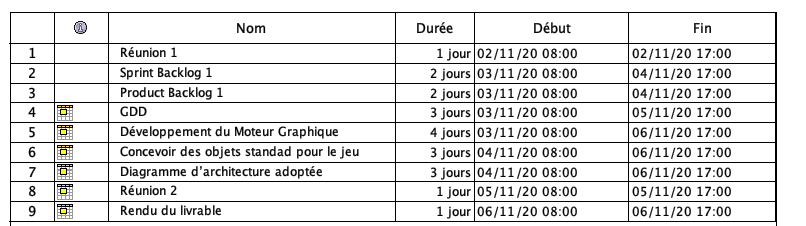 Nom Durée Début Fin
1 Réunion 1 1 jour 02/11/20 08:00 02/11/20 17:00
2 Sprint Backlog 1 2 jours 03/11/20 08:00 04/11/20 17:00
3 Product Backlog 1 2 jours 03/11/20 08:00 04/11/20 17:00
4 GDD 3 jours 03/11/20 08:00 05/11/20 17:00
5 Développement du Moteur Graphique 4 jours 03/11/20 08:00 06/11/20 17:00
6 Concevoir des objets standad pour le jeu 3 jours 04/11/20 08:00 06/11/20 17:00
7 Diagramme d'architecture adoptée 3 jours 04/11/20 08:00 06/11/20 17:00
8 Réunion 2 1 jour 05/11/20 08:00 05/11/20 17:00
9 Rendu du livrable 1 jour 06/11/20 08:00 06/11/20 17:00